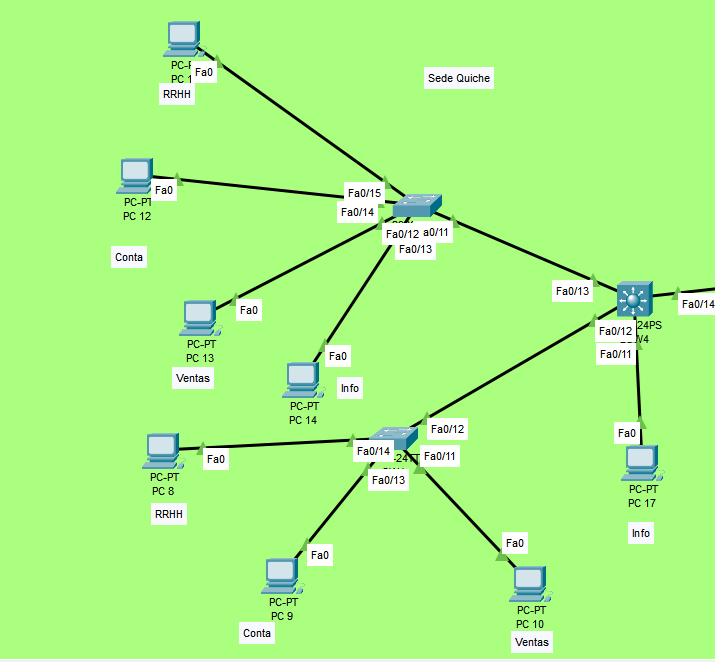 PC 1
Fa0
RRHH
Sede Quiche
PC-PT
Fa0
PC 12
Fa0/15
Fa0/14
Fa0/12
a0/11
Fa0/13
Conta
Fa0/13
Fa0/14
24PS
Fa0/12
Fa0/11
Fa0
PC-PT
PC 13
Ventas
Fa0
PC-PT
PC 14
Info
Fa0/14
Fa0/12
Fa0/11
Fa0/13
Fa0
PC-PT
PC 8
RRHH
Fa0
PC-PT
PC 17
Info
Fa0
PC-PT
PC 9
Conta
Fa0
PC-PT
PC 10
Ventas